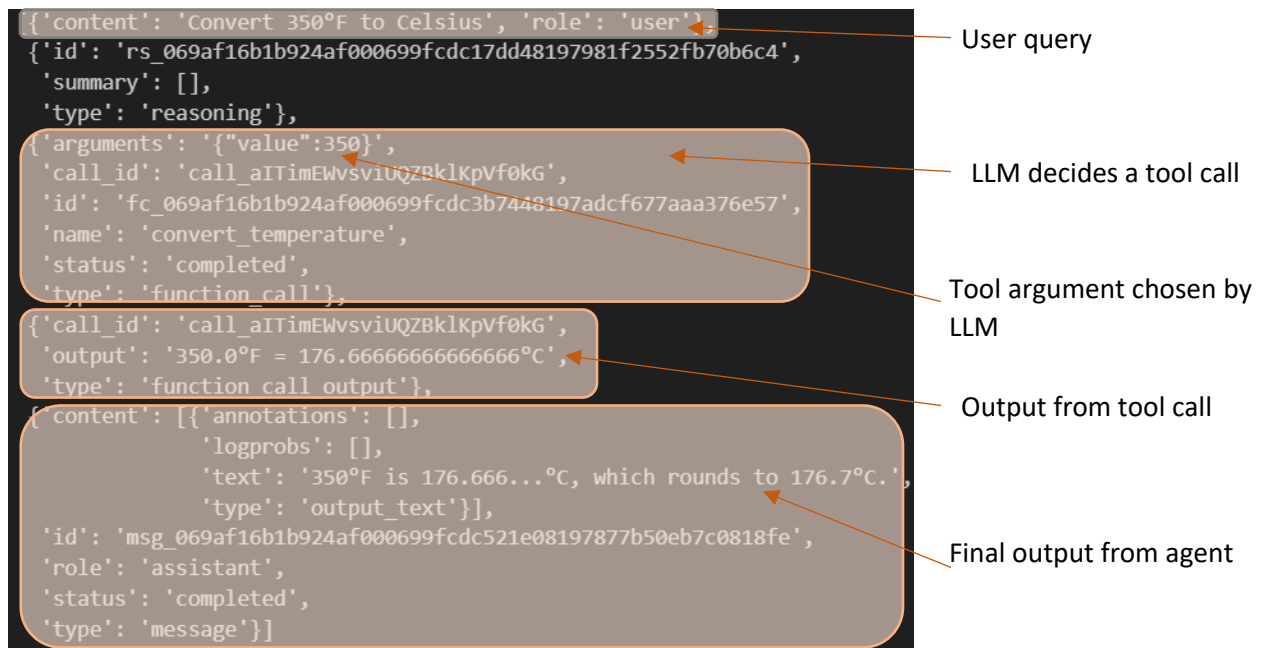 [{'content': 'Convert 350°F to Celsius', 'role': 'user'},
{'id': 'rs_069af16b1b924af000699fcdc17dd48197981f2552fb70b6c4',
'summary': [],
'type': 'reasoning'},
{'arguments': '{"value":350}',
'call_id': 'call_aITimEWvsviUQZBklKpVf0kG',
'id': 'fc_069af16b1b924af000699fcdc3b7448197adcf677aaa376e57',
'name': 'convert_temperature',
'status': 'completed',
'type': 'function_call'},
{'call_id': 'call_aITimEWvsviUQZBklKpVf0kG',
'output': '350.0°F = 176.66666666666666°C',
'type': 'function_call_output'},
{'content': [{'annotations': [],
'logprobs': [],
'text': '350°F is 176.666...°C, which rounds to 176.7°C.',
'type': 'output_text'}],
'id': 'msg_069af16b1b924af000699fcdc521e08197877b50eb7c0818fe',
'role': 'assistant',
'status': 'completed',
'type': 'message'}]
User query
LLM decides a tool call
Tool argument chosen by
LLM
Output from tool call
Final output from agent